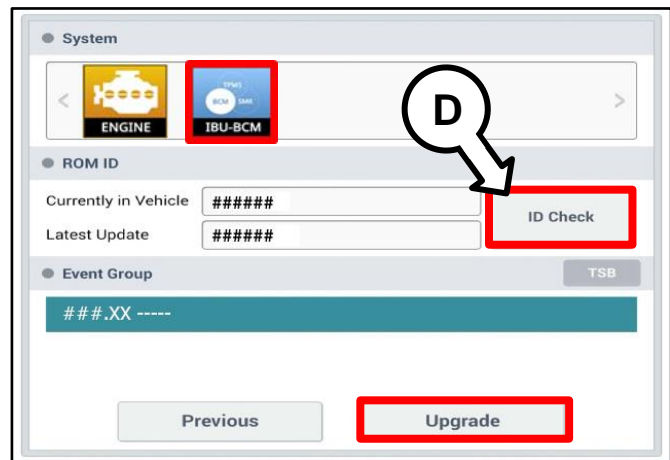 System
<
TPMS
BCM SMK
ENGINE
IBU-BCM
D
>
ROM ID
Currently in Vehicle ######
ID Check
Latest Update ######
Event Group
TSB
###.XX -----
Previous
Upgrade